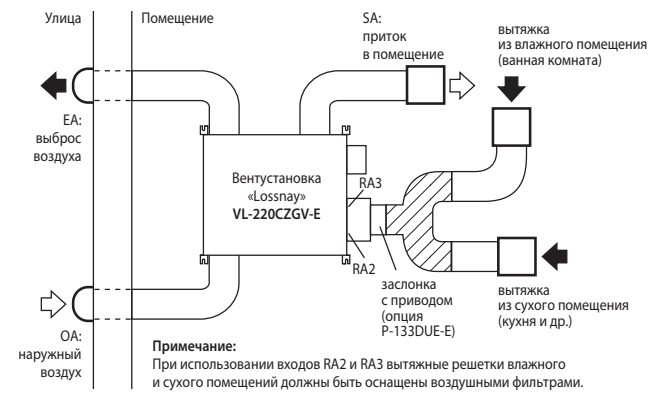 Улица
Помещение
SA:
приток
в помещение
вытяжка
из влажного помещения
(ванная комната)
EA:
выброс
воздуха
Вентустановка
«Lossnay»
VL-220CZGV-E
RA3
RA2
заслонка
с приводом
(опция
P-133DUE-E)
вытяжка
из сухого помещения
(кухня и др.)
OA:
наружный
воздух
Примечание:
При использовании входов RA2 и RA3 вытяжные решетки влажного
и сухого помещений должны быть оснащены воздушными фильтрами.